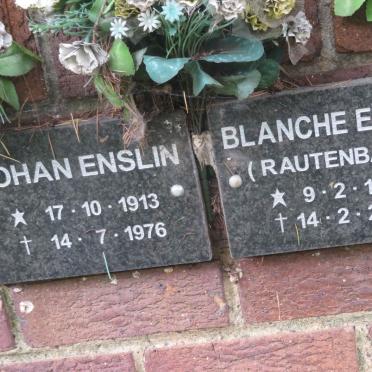 OHAN ENSLIN
★ 17·10·1913
† 14·7·1976
BLANCHE E
(RAUTENBA
★ 9·2·1
† 14·2·2